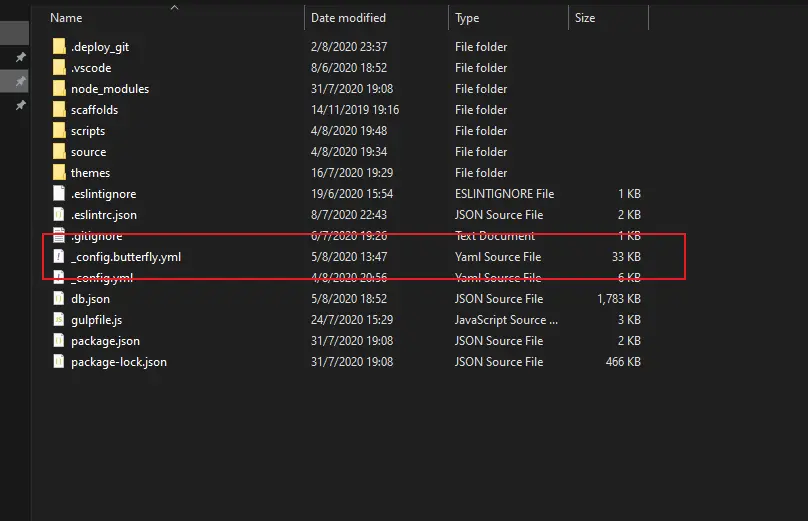 Name Date modified Type Size
.deploy_git 2/8/2020 23:37 File folder
.vscode 8/6/2020 18:52 File folder
node_modules 31/7/2020 19:08 File folder
scaffolds 14/11/2019 19:16 File folder
scripts 4/8/2020 19:48 File folder
source 4/8/2020 19:34 File folder
themes 16/7/2020 19:29 File folder
.eslintignore 19/6/2020 15:54 ESLINTIGNORE File 1 KB
.eslintrc.json 8/7/2020 22:43 JSON Source File 2 KB
.gitignore 6/7/2020 19:26 Text Document 1 KB
_config.butterfly.yml 5/8/2020 13:47 Yaml Source File 33 KB
_config.yml 4/8/2020 20:56 Yaml Source File 6 KB
db.json 5/8/2020 18:52 JSON Source File 1,783 KB
gulpfile.js 24/7/2020 15:29 JavaScript Source ... 3 KB
package.json 31/7/2020 19:08 JSON Source File 2 KB
package-lock.json 31/7/2020 19:08 JSON Source File 466 KB